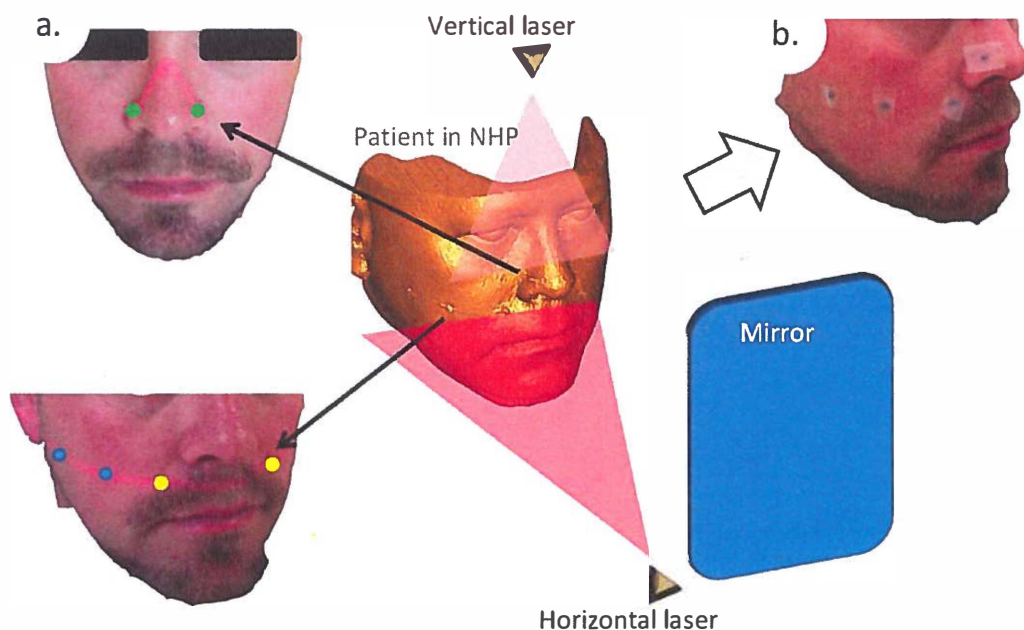 a.
Vertical laser
b.
Patient in NHP
Mirror
Horizontal laser